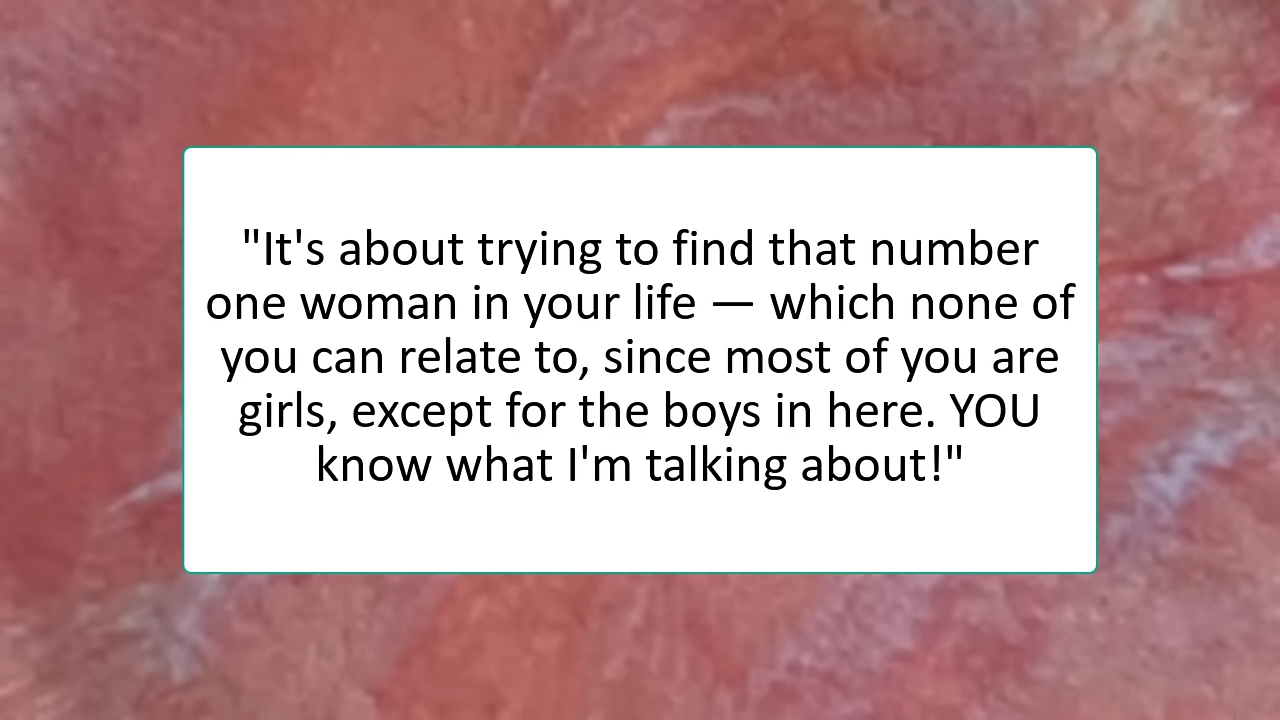 "It's about trying to find that number
one woman in your life — which none of
you can relate to, since most of you are
girls, except for the boys in here. YOU
know what I'm talking about!"